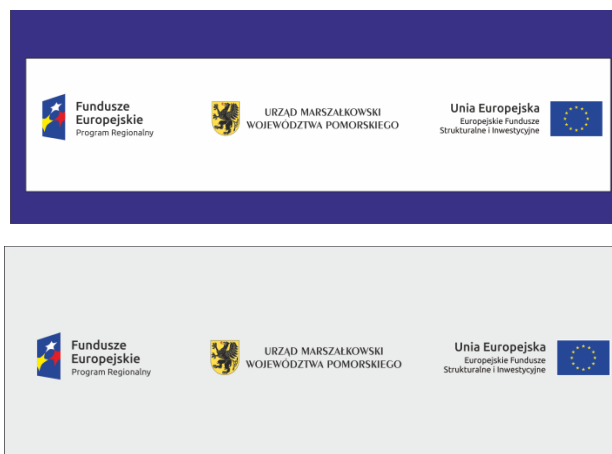 Fundusze
Europejskie
Program Regionalny
URZĄD MARSZAŁKOWSKI
WOJEWÓDZTWA POMORSKIEGO
Unia Europejska
Europejskie Fundusze
Strukturalne i Inwestycyjne
Fundusze
Europejskie
Program Regionalny
URZĄD MARSZAŁKOWSKI
WOJEWÓDZTWA POMORSKIEGO
Unia Europejska
Europejskie Fundusze
Strukturalne i Inwestycyjne